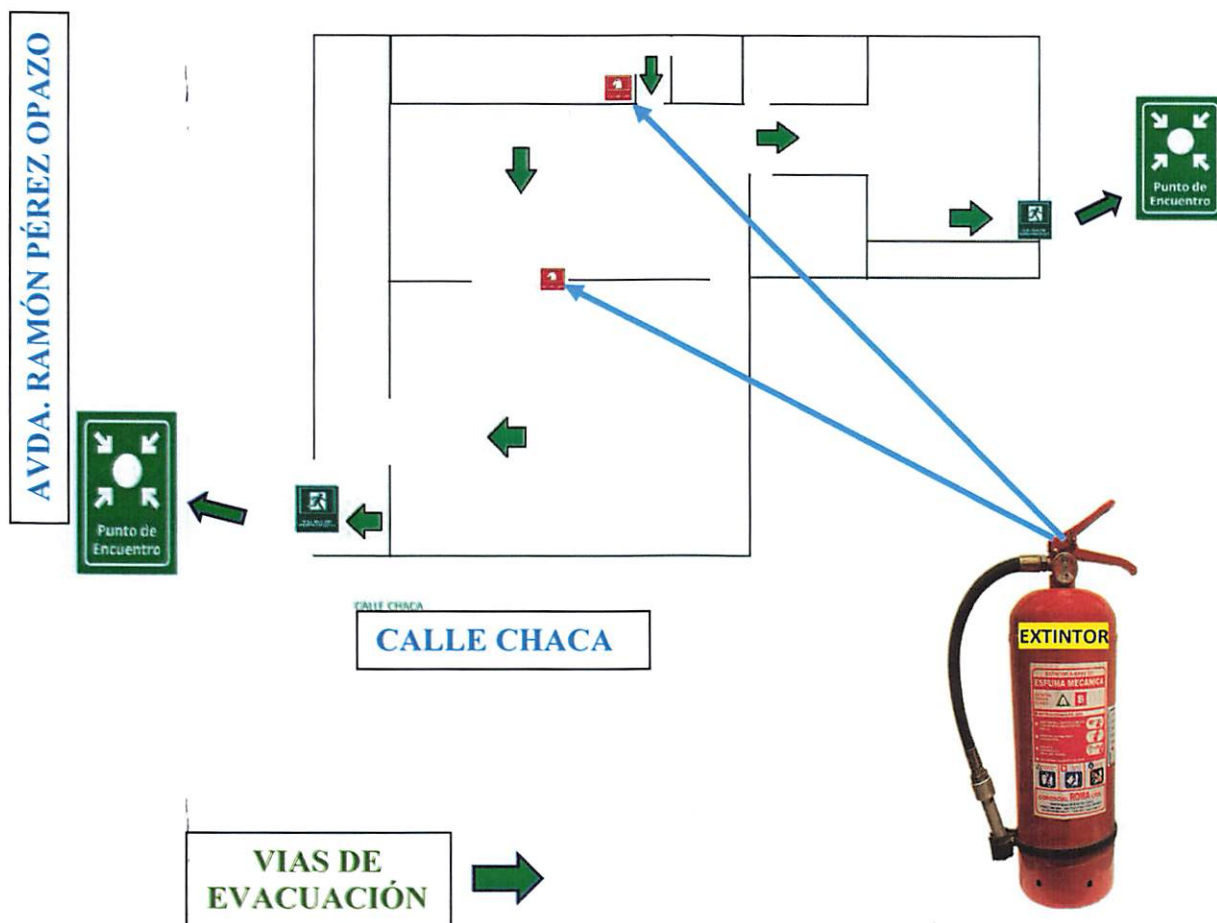 AVDA. RAMÓN PÉREZ OPAZO
Punto de
Encuentro
Punto de
Encuentro
CALLE CHACA
CALLE CHACA
EXTINTOR
ESPUMA MECANICA
B
ROMA
VIAS DE
EVACUACIÓN